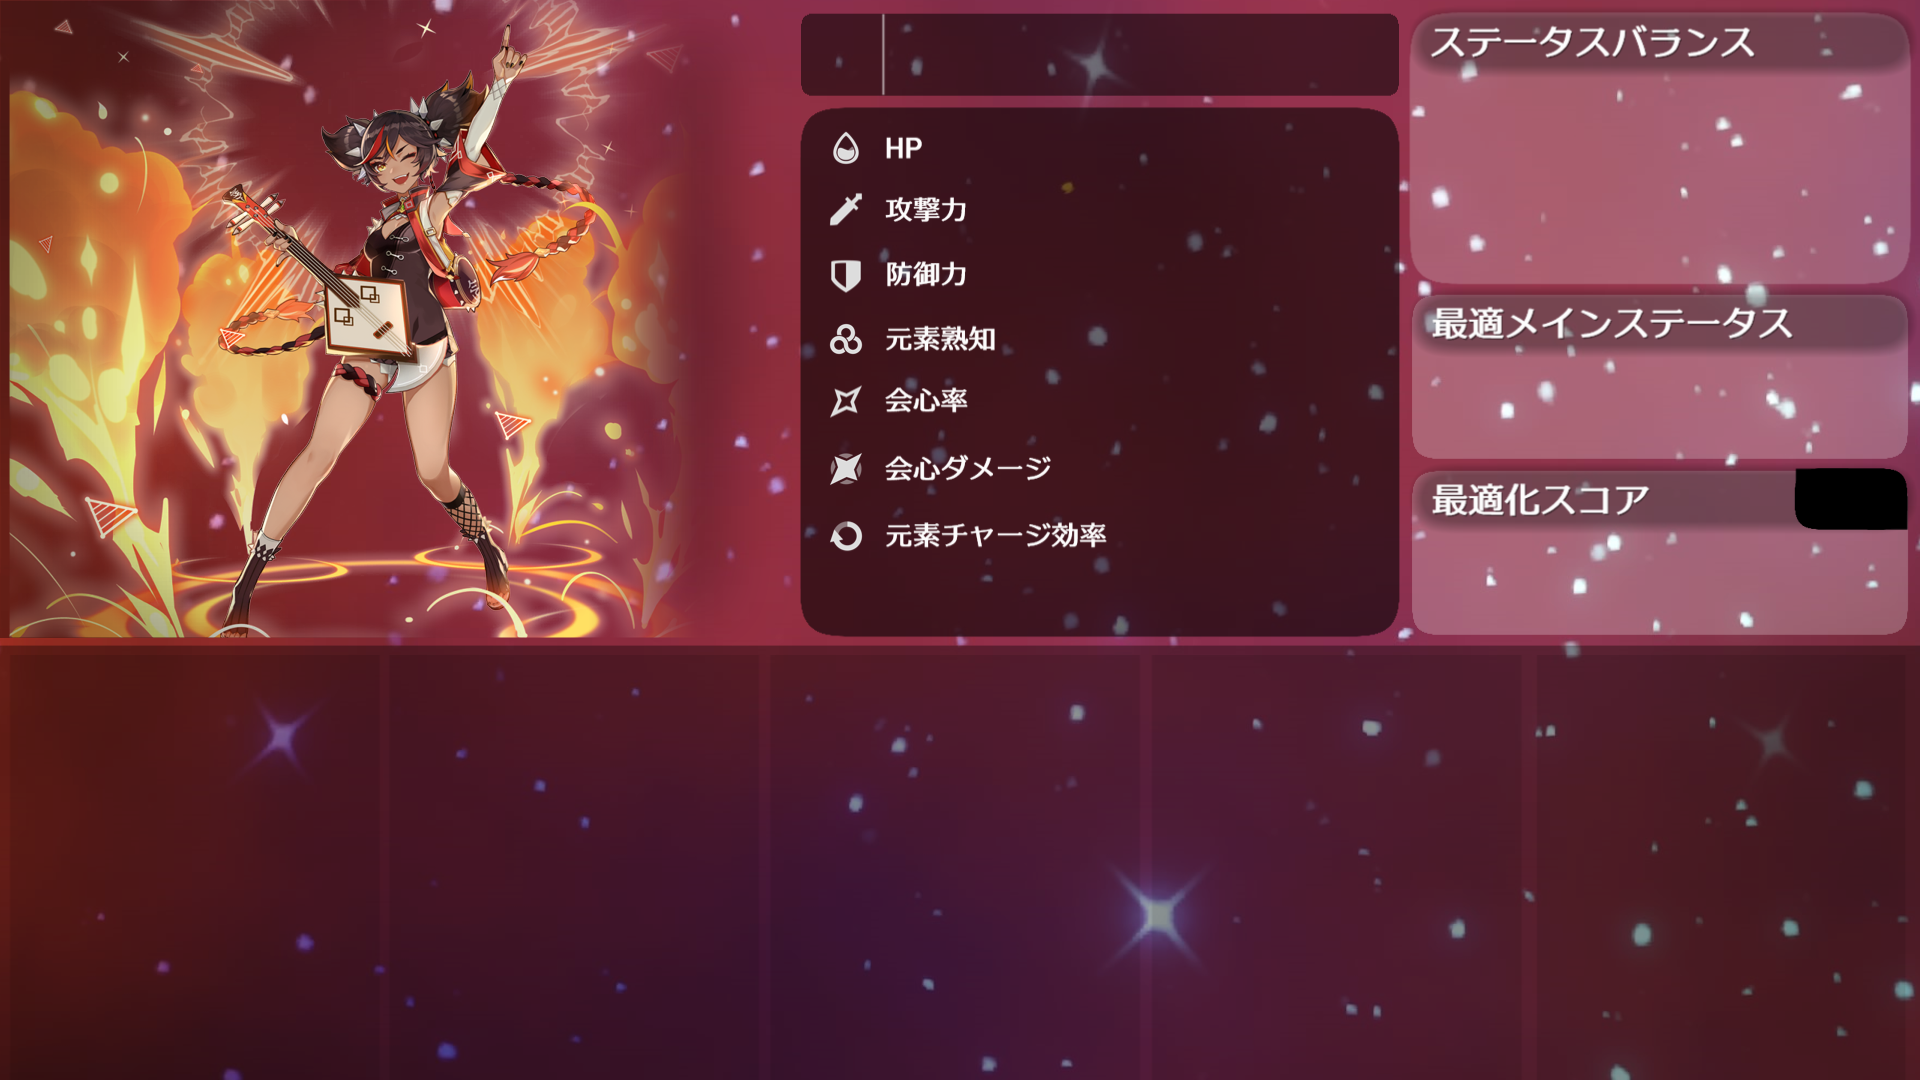 HP
攻撃力
防御力
元素熟知
会心率
会心ダメージ
元素チャージ効率
ステータスバランス
最適メインステータス
最適化スコア